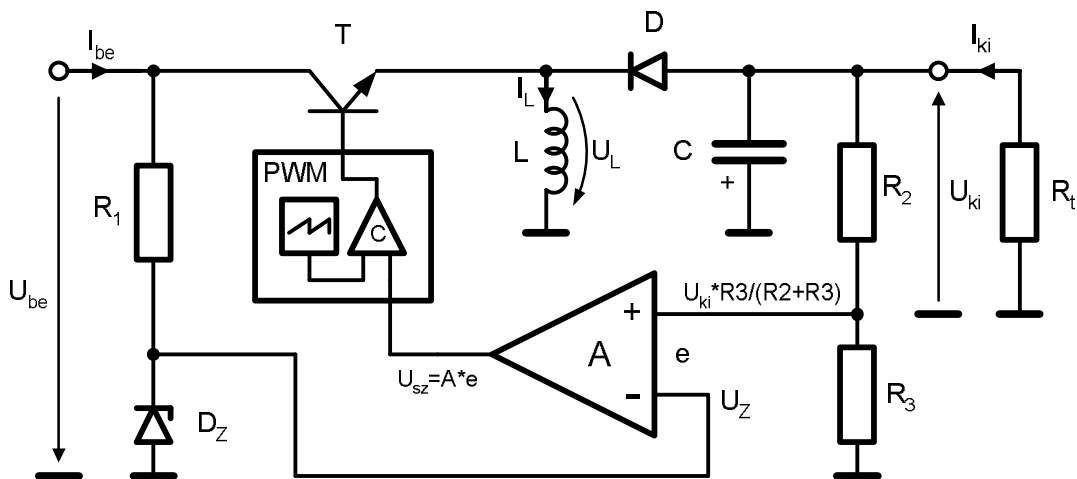 I_be
T
D
I_ki
I_L
L
U_L
C
+
R_2
U_ki
R_t
PWM
C
R_1
U_be
U_ki*R3/(R2+R3)
+
A
e
U_sz=A*e
-
U_Z
R_3
D_Z